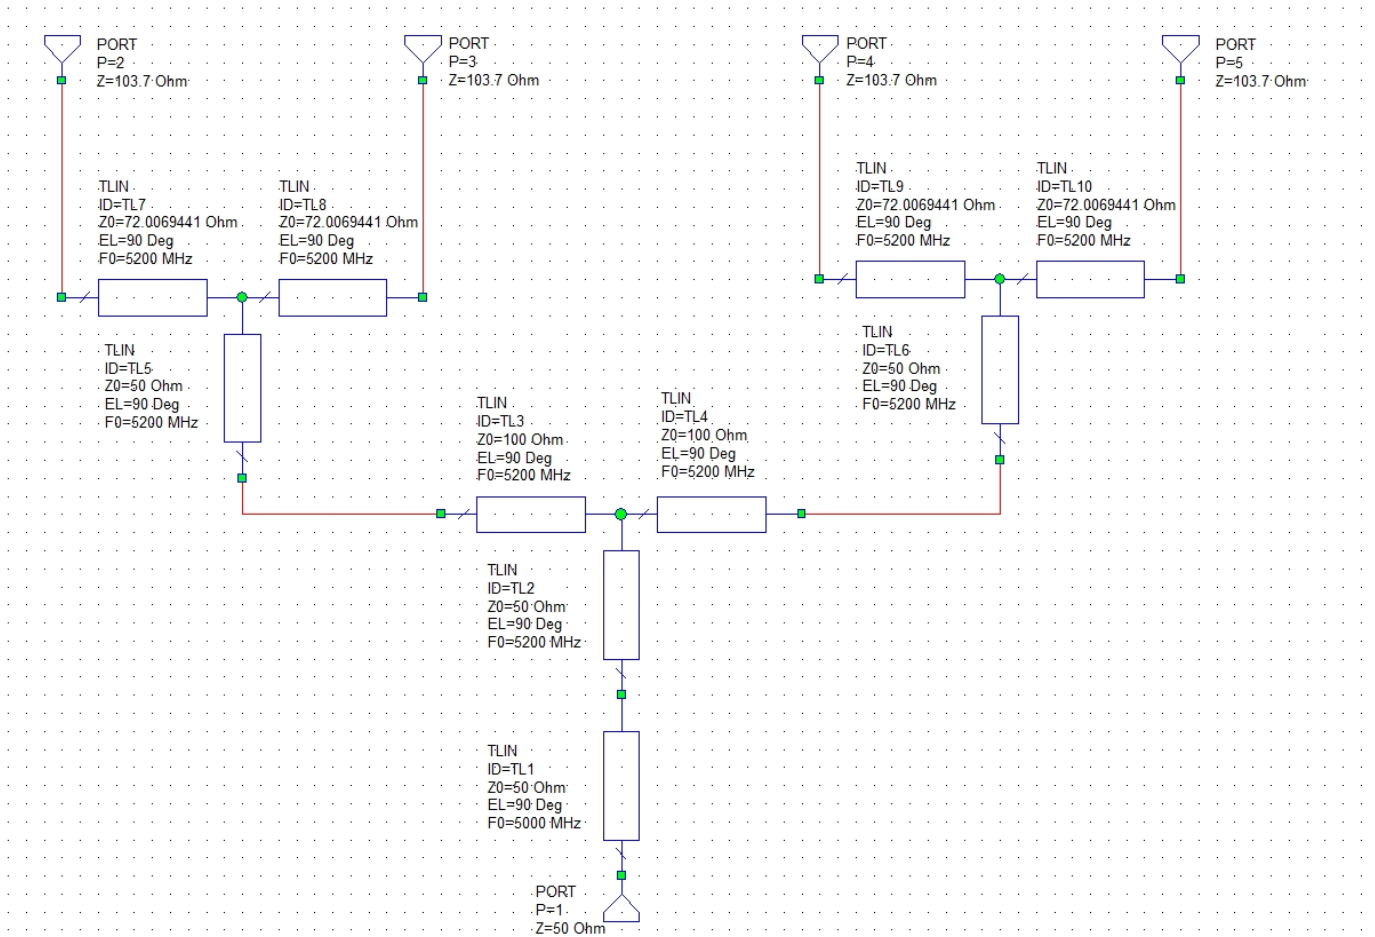 PORT
P=2
Z=103.7 Ohm
PORT
P=3
Z=103.7 Ohm
PORT
P=4
Z=103.7 Ohm
PORT
P=5
Z=103.7 Ohm
TLIN
ID=TL7
Z0=72.0069441 Ohm
EL=90 Deg
F0=5200 MHz
TLIN
ID=TL8
Z0=72.0069441 Ohm
EL=90 Deg
F0=5200 MHz
TLIN
ID=TL9
Z0=72.0069441 Ohm
EL=90 Deg
F0=5200 MHz
TLIN
ID=TL10
Z0=72.0069441 Ohm
EL=90 Deg
F0=5200 MHz
TLIN
ID=TL5
Z0=50 Ohm
EL=90 Deg
F0=5200 MHz
TLIN
ID=TL6
Z0=50 Ohm
EL=90 Deg
F0=5200 MHz
TLIN
ID=TL3
Z0=100 Ohm
EL=90 Deg
F0=5200 MHz
TLIN
ID=TL4
Z0=100 Ohm
EL=90 Deg
F0=5200 MHz
TLIN
ID=TL2
Z0=50 Ohm
EL=90 Deg
F0=5200 MHz
TLIN
ID=TL1
Z0=50 Ohm
EL=90 Deg
F0=5000 MHz
PORT
P=1
Z=50 Ohm